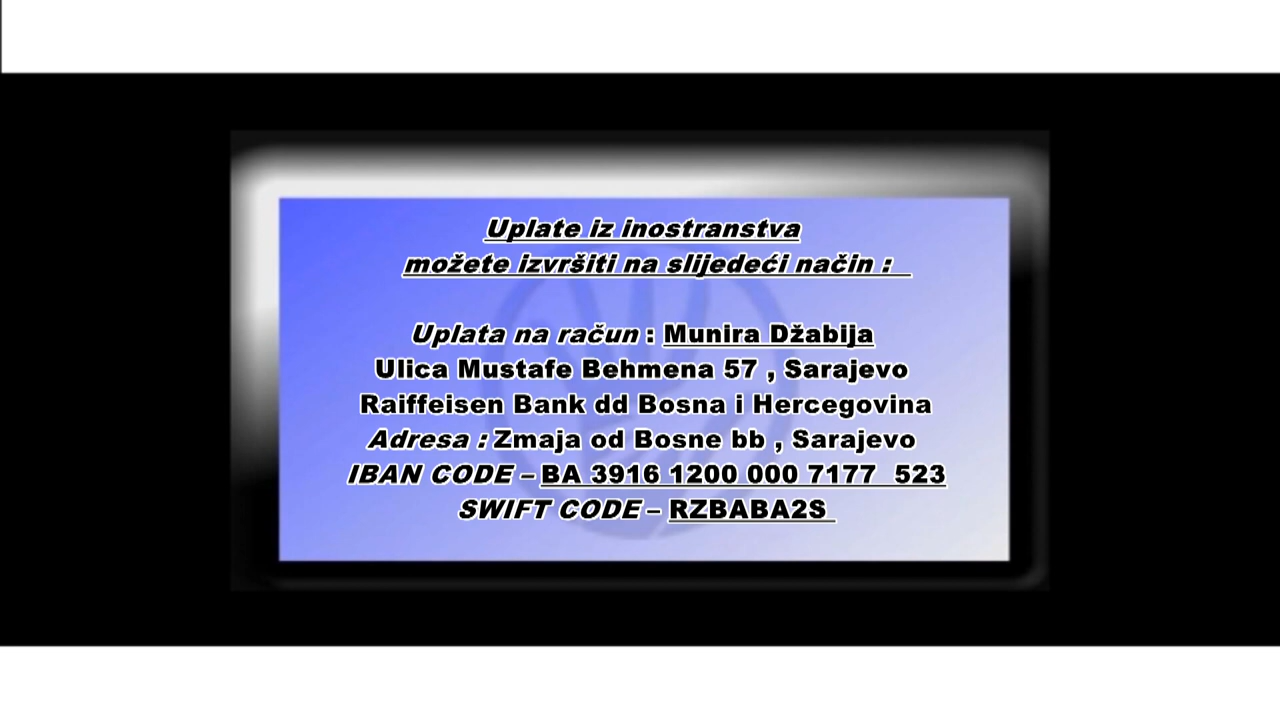 Uplate iz inostranstva
možete izvršiti na slijedeći način :
Uplata na račun : Munira Džabija
Ulica Mustafe Behmena 57 , Sarajevo
Raiffeisen Bank dd Bosna i Hercegovina
Adresa : Zmaja od Bosne bb , Sarajevo
IBAN CODE – BA 3916 1200 000 7177  523
SWIFT CODE – RZBABA2S